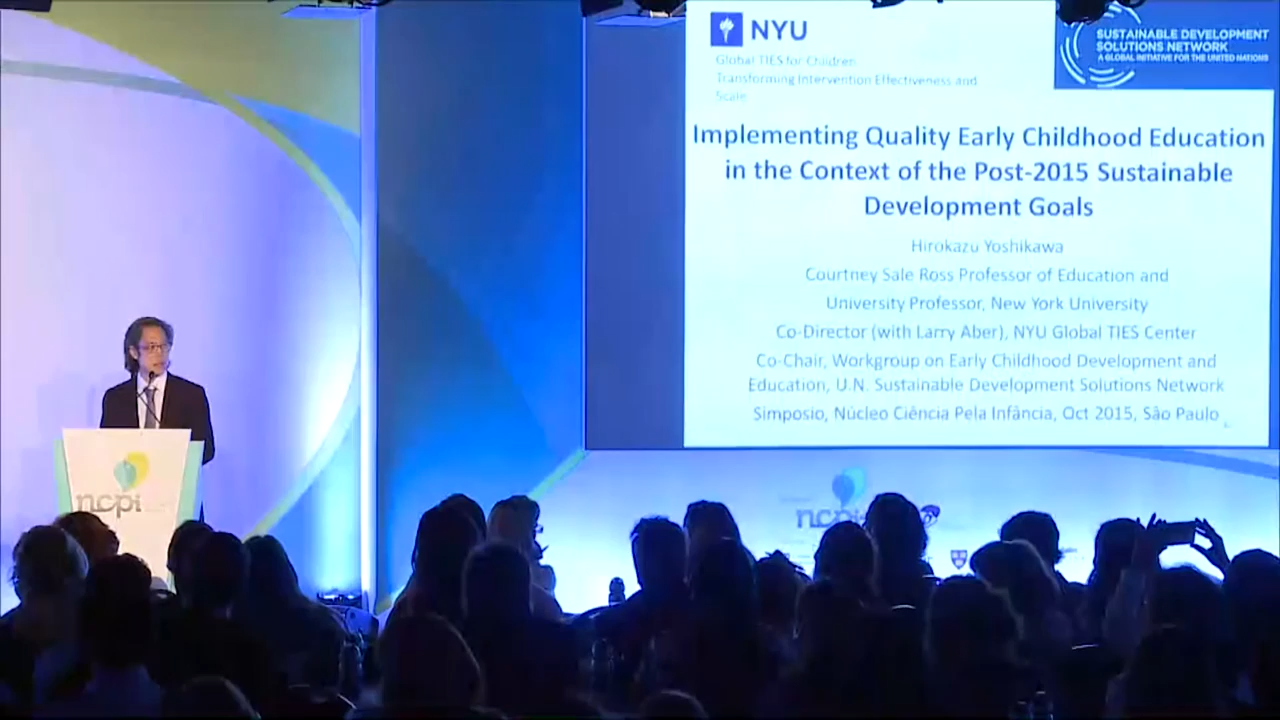 NYU
Global TIES for Children
Transforming Intervention Effectiveness and
Scale
SUSTAINABLE DEVELOPMENT
SOLUTIONS NETWORK
A GLOBAL INITIATIVE FOR THE UNITED NATIONS
Implementing Quality Early Childhood Education
in the Context of the Post-2015 Sustainable
Development Goals
Hirokazu Yoshikawa
Courtney Sale Ross Professor of Education and
University Professor, New York University
Co-Director (with Larry Aber), NYU Global TIES Center
Co-Chair, Workgroup on Early Childhood Development and
Education, U.N. Sustainable Development Solutions Network
Simposio, Núcleo Ciência Pela Infância, Oct 2015, São Paulo
ncpi
ncpi